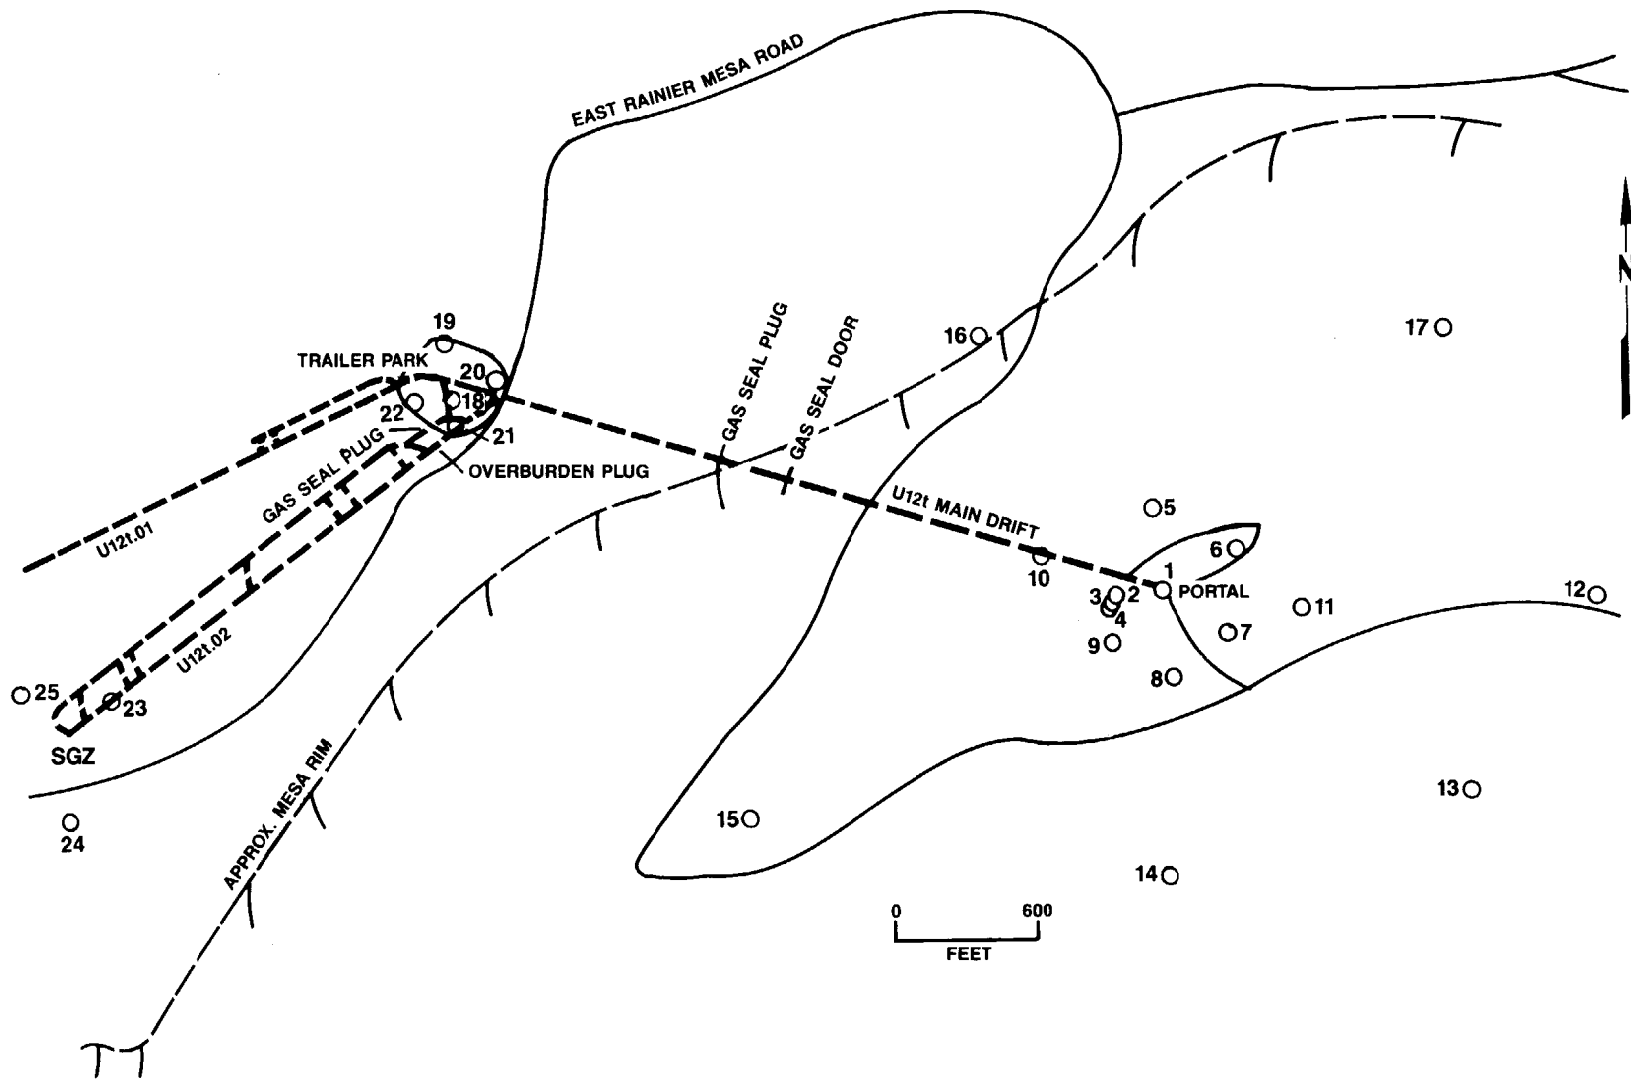 EAST RAINIER MESA ROAD
N
19
TRAILER PARK
20
18
22
21
16
17
GAS SEAL PLUG
GAS SEAL DOOR
GAS SEAL PLUG
OVERBURDEN PLUG
U12t.01
U12t MAIN DRIFT
5
6
10
1
PORTAL
3
2
4
11
12
7
9
8
U12t.02
25
23
SGZ
24
APPROX. MESA RIM
15
13
14
0 600
FEET